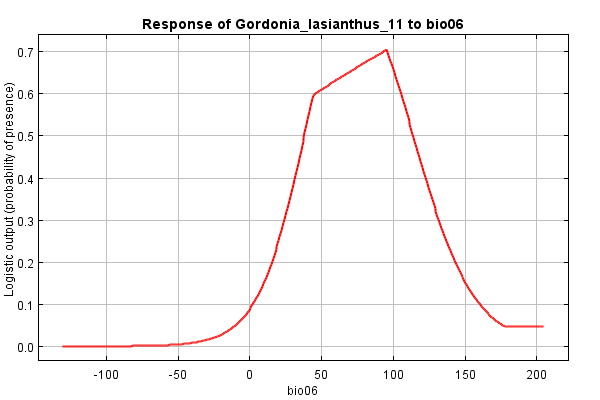 Response of Gordonia_lasianthus_11 to bio06
Logistic output (probability of presence)
0.7
0.6
0.5
0.4
0.3
0.2
0.1
0.0
-100 -50 0 50 100 150 200
bio06